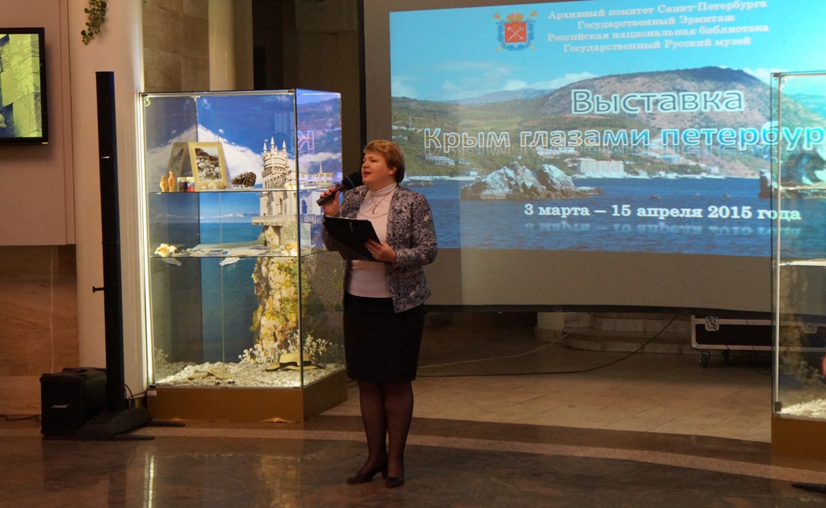 Архивный комитет Санкт-Петербурга
Государственный Эрмитаж
Российская национальная библиотека
Государственный Русский музей
Выставка
Крым глазами петербур
3 марта – 15 апреля 2015 года